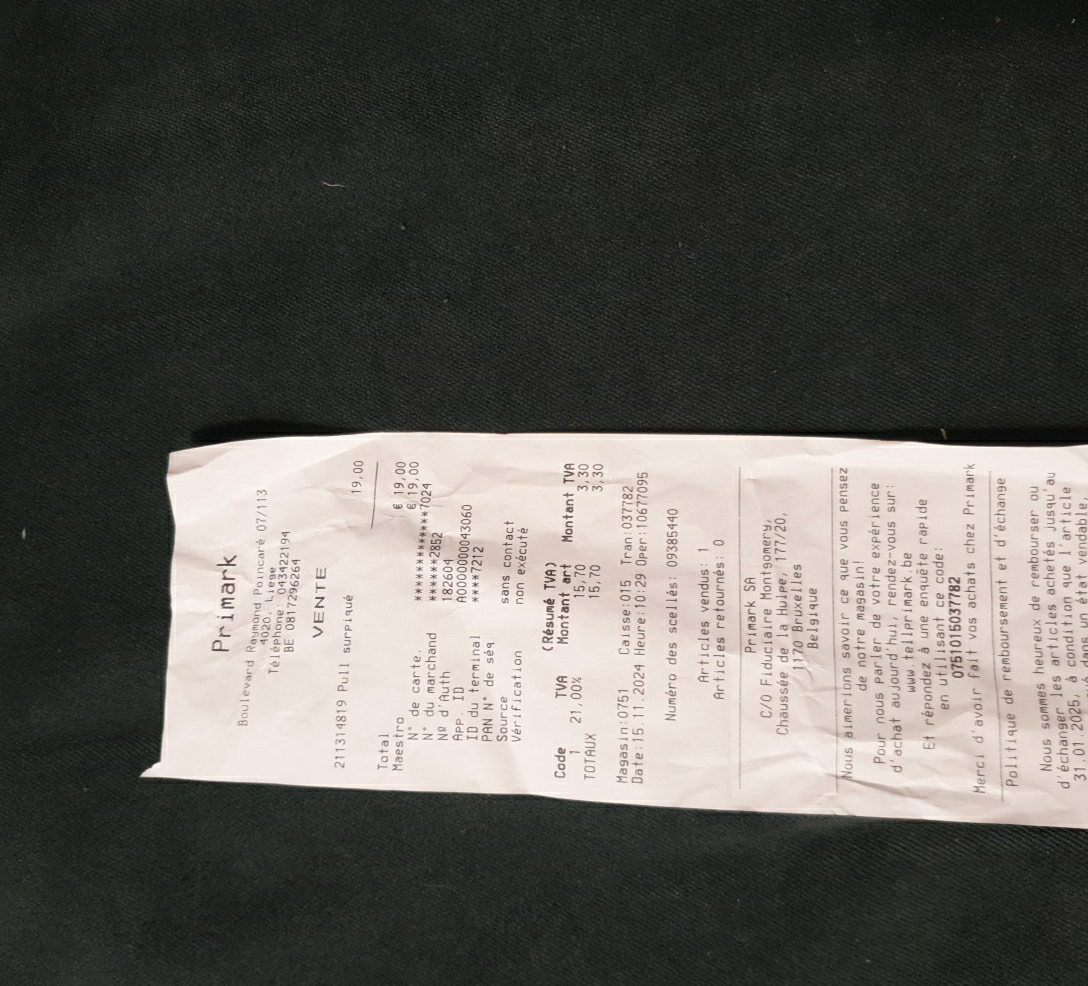 Primark
Boulevard Raymond Poincaré 07/113
4020, Liege
Téléphone: 043422194
BE 0817296264
VENTE
211314819 Pull surpiqué 19,00
Total € 19,00
Maestro € 19,00
N° de carte. ************7024
N° du marchand ******2852
Nº d'Auth 182604
App. ID A0000000043060
ID du terminal ****7212
PAN N° de séq
Source sans contact
Vérification non exécuté
(Résumé TVA)
Code TVA Montant art Montant TVA
1 21,00% 15,70 3,30
TOTAUX 15,70 3,30
Magasin:0751 Caisse:015 Tran:037782
Date:15.11.2024 Heure:10:29 Oper:10677095
Numéro des scellés: 09385440
Articles vendus: 1
Articles retournés: 0
Primark SA
C/O Fiduciaire Montgomery,
Chaussée de la Hulpe, 177/20,
1170 Bruxelles
Belgique
Nous aimerions savoir ce que vous pensez
de notre magasin!
Pour nous parler de votre expérience
d'achat aujourd'hui, rendez-vous sur:
www.tellprimark.be
Et répondez à une enquête rapide
en utilisant ce code:
0751015037782
Merci d'avoir fait vos achats chez Primark
Politique de remboursement et d'échange
Nous sommes heureux de rembourser ou
d'échanger les articles achetés jusqu'au
31.01.2025, à condition que l'article
dans un état vendable